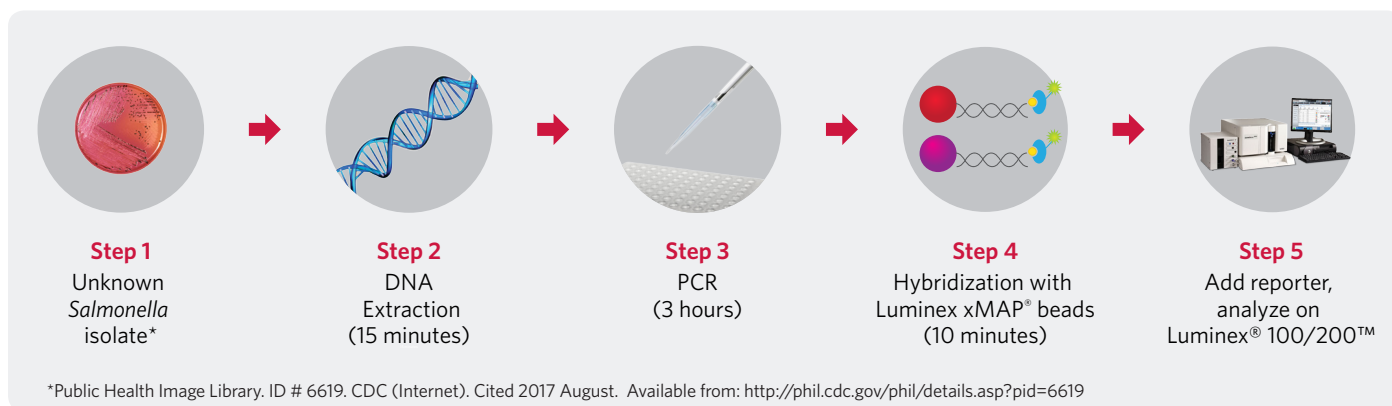 Step 1
Unknown
Salmonella
isolate*
Step 2
DNA
Extraction
(15 minutes)
Step 3
PCR
(3 hours)
Step 4
Hybridization with
Luminex xMAP® beads
(10 minutes)
Step 5
Add reporter,
analyze on
Luminex® 100/200™
*Public Health Image Library. ID # 6619. CDC (Internet). Cited 2017 August. Available from: http://phil.cdc.gov/phil/details.asp?pid=6619